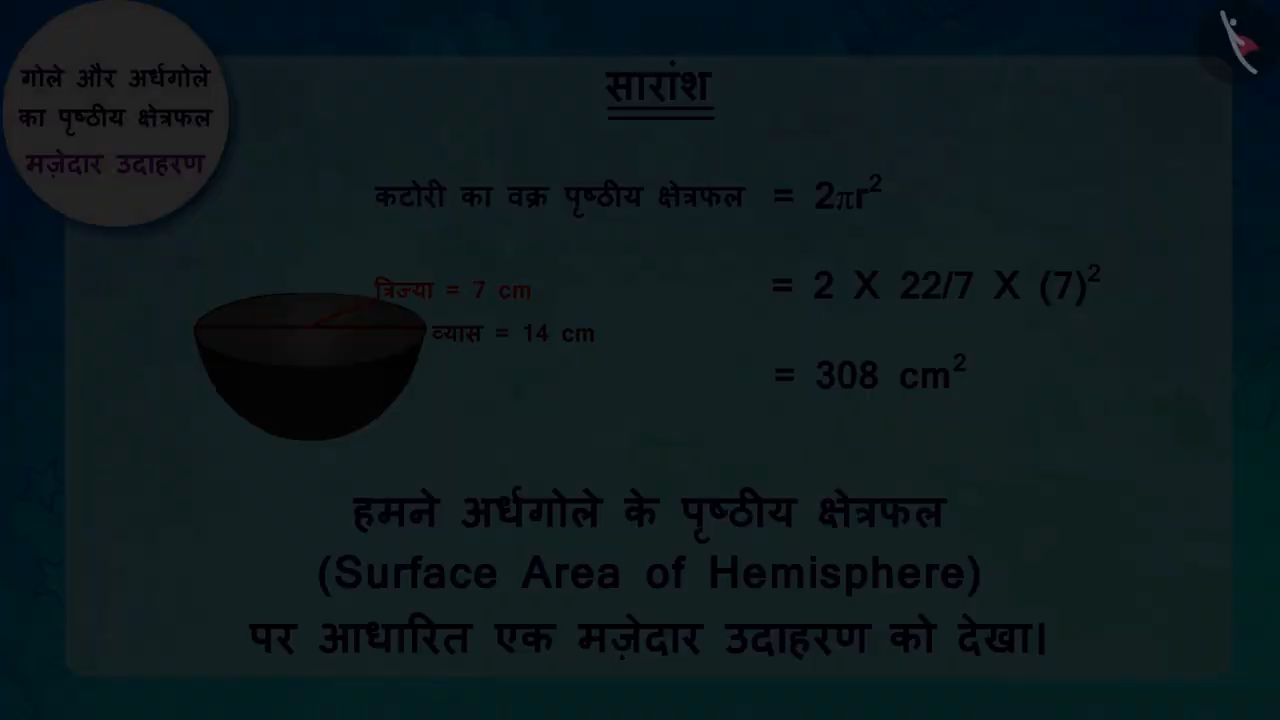 गोले और अर्धगोले
का पृष्ठीय क्षेत्रफल
मज़ेदार उदाहरण
सारांश
कटोरी का वक्र पृष्ठीय क्षेत्रफल = 2πr²
= 2 X 22/7 X (7)²
= 308 cm²
त्रिज्या = 7 cm
व्यास = 14 cm
हमने अर्धगोले के पृष्ठीय क्षेत्रफल
(Surface Area of Hemisphere)
पर आधारित एक मज़ेदार उदाहरण को देखा।